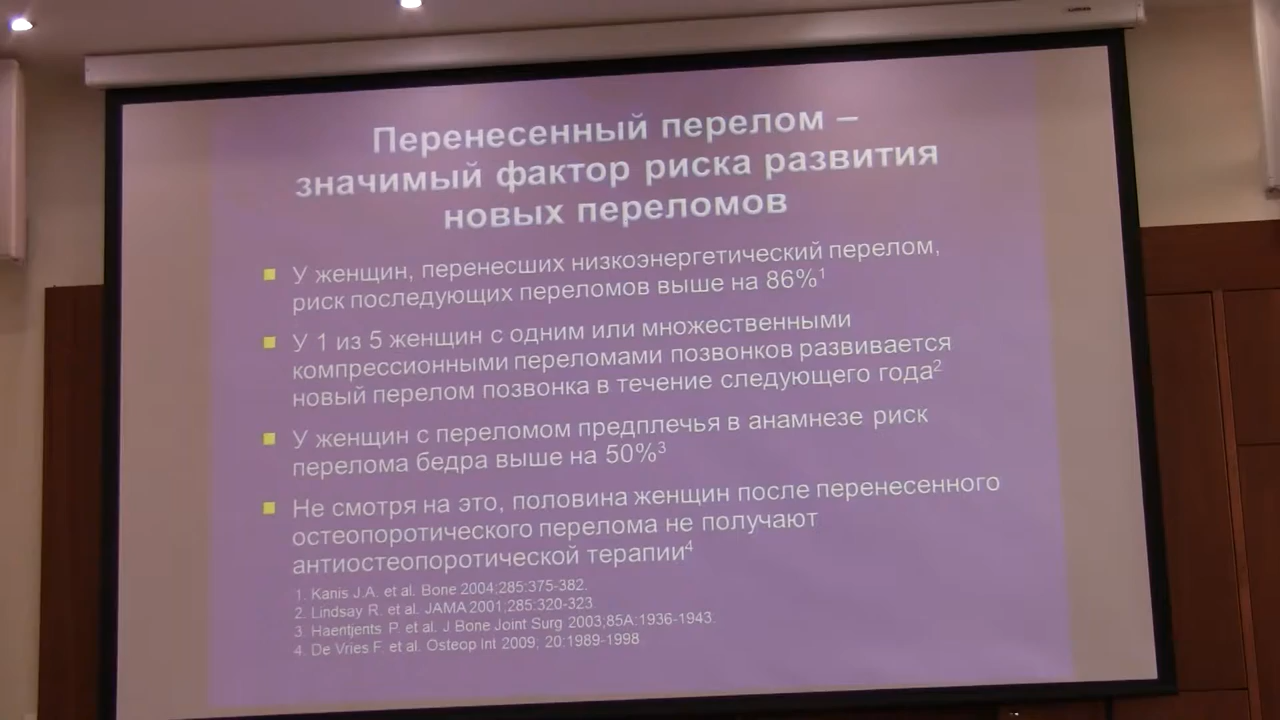 Перенесенный перелом –
значимый фактор риска развития
новых переломов
У женщин, перенесших низкоэнергетический перелом,
риск последующих переломов выше на 86%1
У 1 из 5 женщин с одним или множественными
компрессионными переломами позвонков развивается
новый перелом позвонка в течение следующего года2
У женщин с переломом предплечья в анамнезе риск
перелома бедра выше на 50%3
Не смотря на это, половина женщин после перенесенного
остеопоротического перелома не получают
антиостеопоротической терапии4
1. Kanis J.A. et al. Bone 2004;285:375-382.
2. Lindsay R. et al. JAMA 2001;285:320-323.
3. Haentjents P. et al. J Bone Joint Surg 2003;85A:1936-1943.
4. De Vries F. et al. Osteop Int 2009; 20:1989-1998.